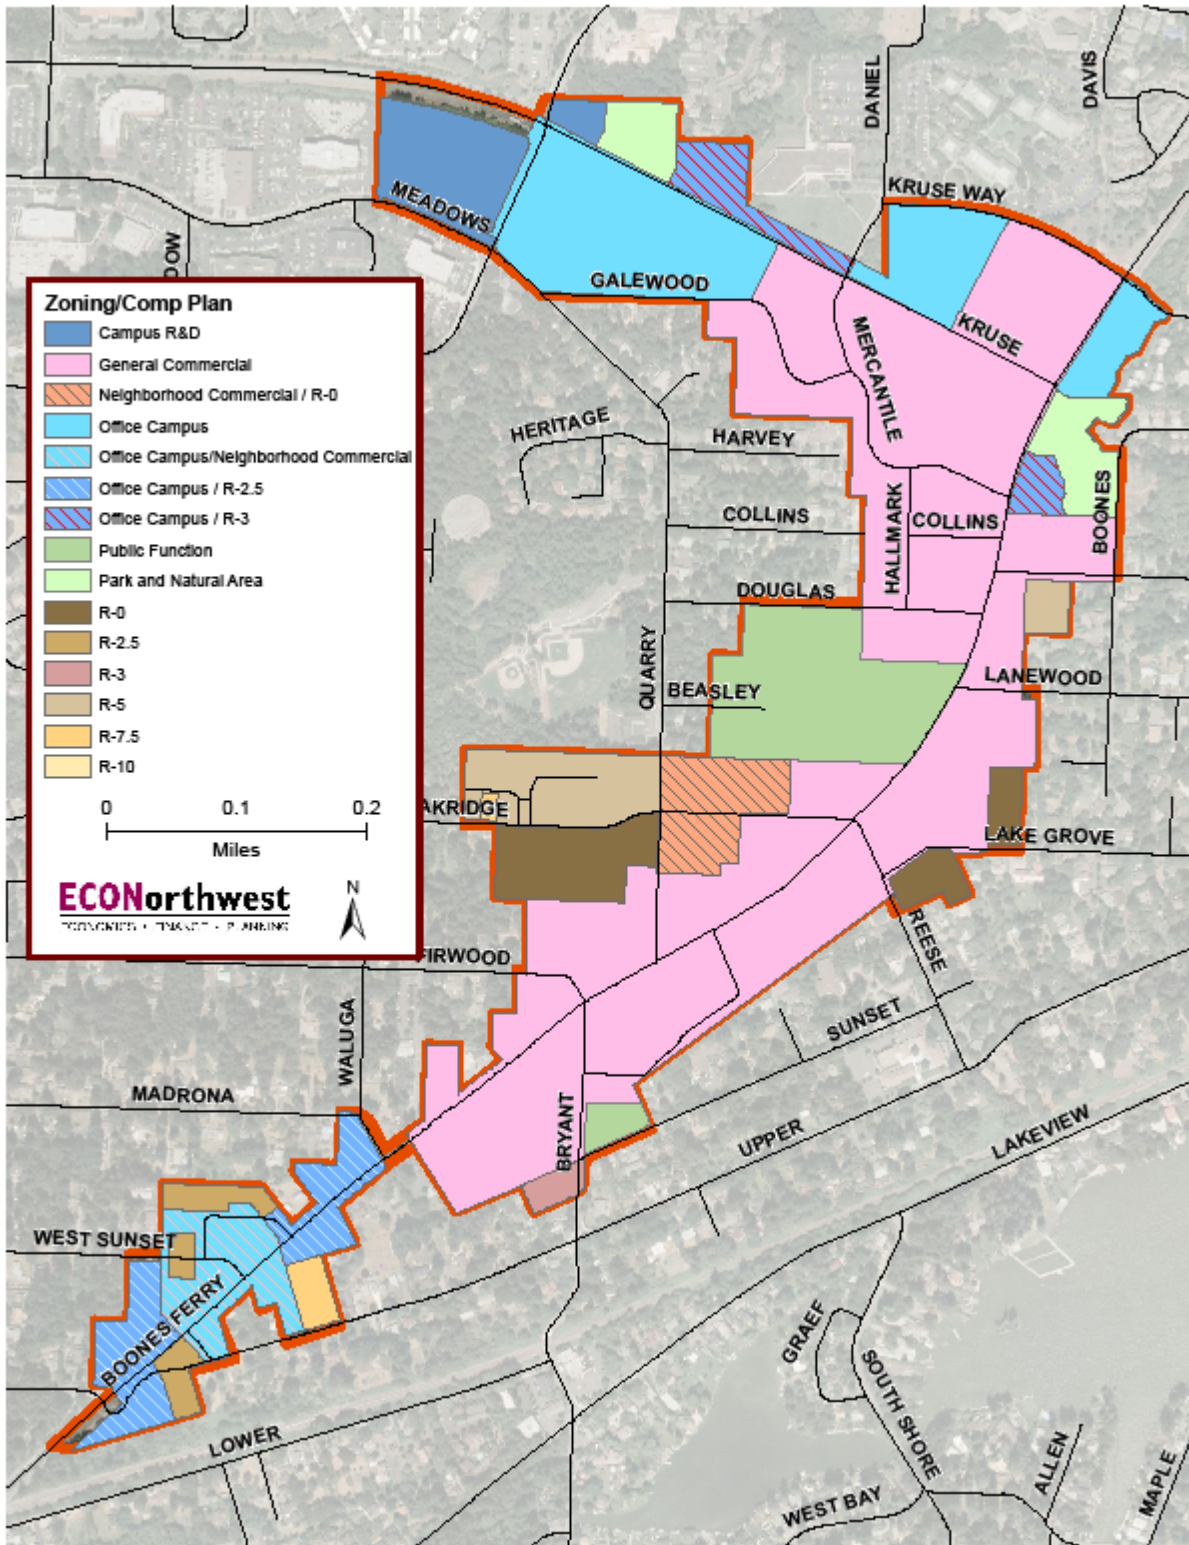 DANIEL
DAVIS
KRUSE WAY
MEADOWS
DOW
GALEWOOD
KRUSE
MERCANTILE
Zoning/Comp Plan
Campus R&D
General Commercial
Neighborhood Commercial / R-0
Office Campus
Office Campus/Neighborhood Commercial
Office Campus / R-2.5
Office Campus / R-3
Public Function
Park and Natural Area
R-0
R-2.5
R-3
R-5
R-7.5
R-10
0 0.1 0.2
Miles
ECONorthwest
ECONOMICS • FINANCE • PLANNING
N
HERITAGE
HARVEY
COLLINS
HALLMARK
COLLINS
BOONES
DOUGLAS
QUARRY
BEASLEY
LANEWOOD
AKRIDGE
LAKE GROVE
REESE
FIRWOOD
SUNSET
WALUGA
MADRONA
BRYANT
UPPER
LAKEVIEW
WEST SUNSET
BOONES FERRY
GRAEF
SOUTH SHORE
LOWER
ALLEN
MAPLE
WEST BAY